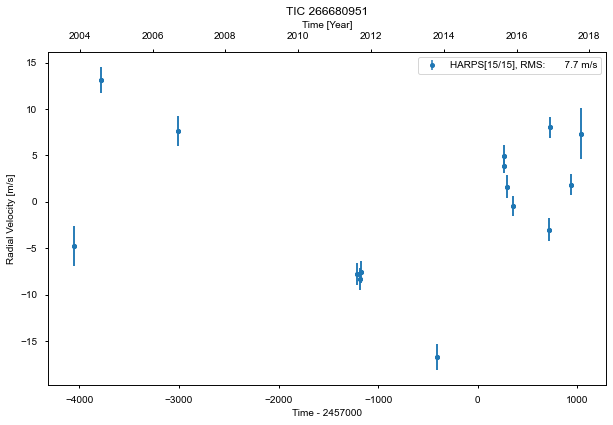 TIC 266680951
Time [Year]
2004 2006 2008 2010 2012 2014 2016 2018
HARPS[15/15], RMS: 7.7 m/s
15
10
5
0
−5
−10
−15
Radial Velocity [m/s]
−4000 −3000 −2000 −1000 0 1000
Time - 2457000